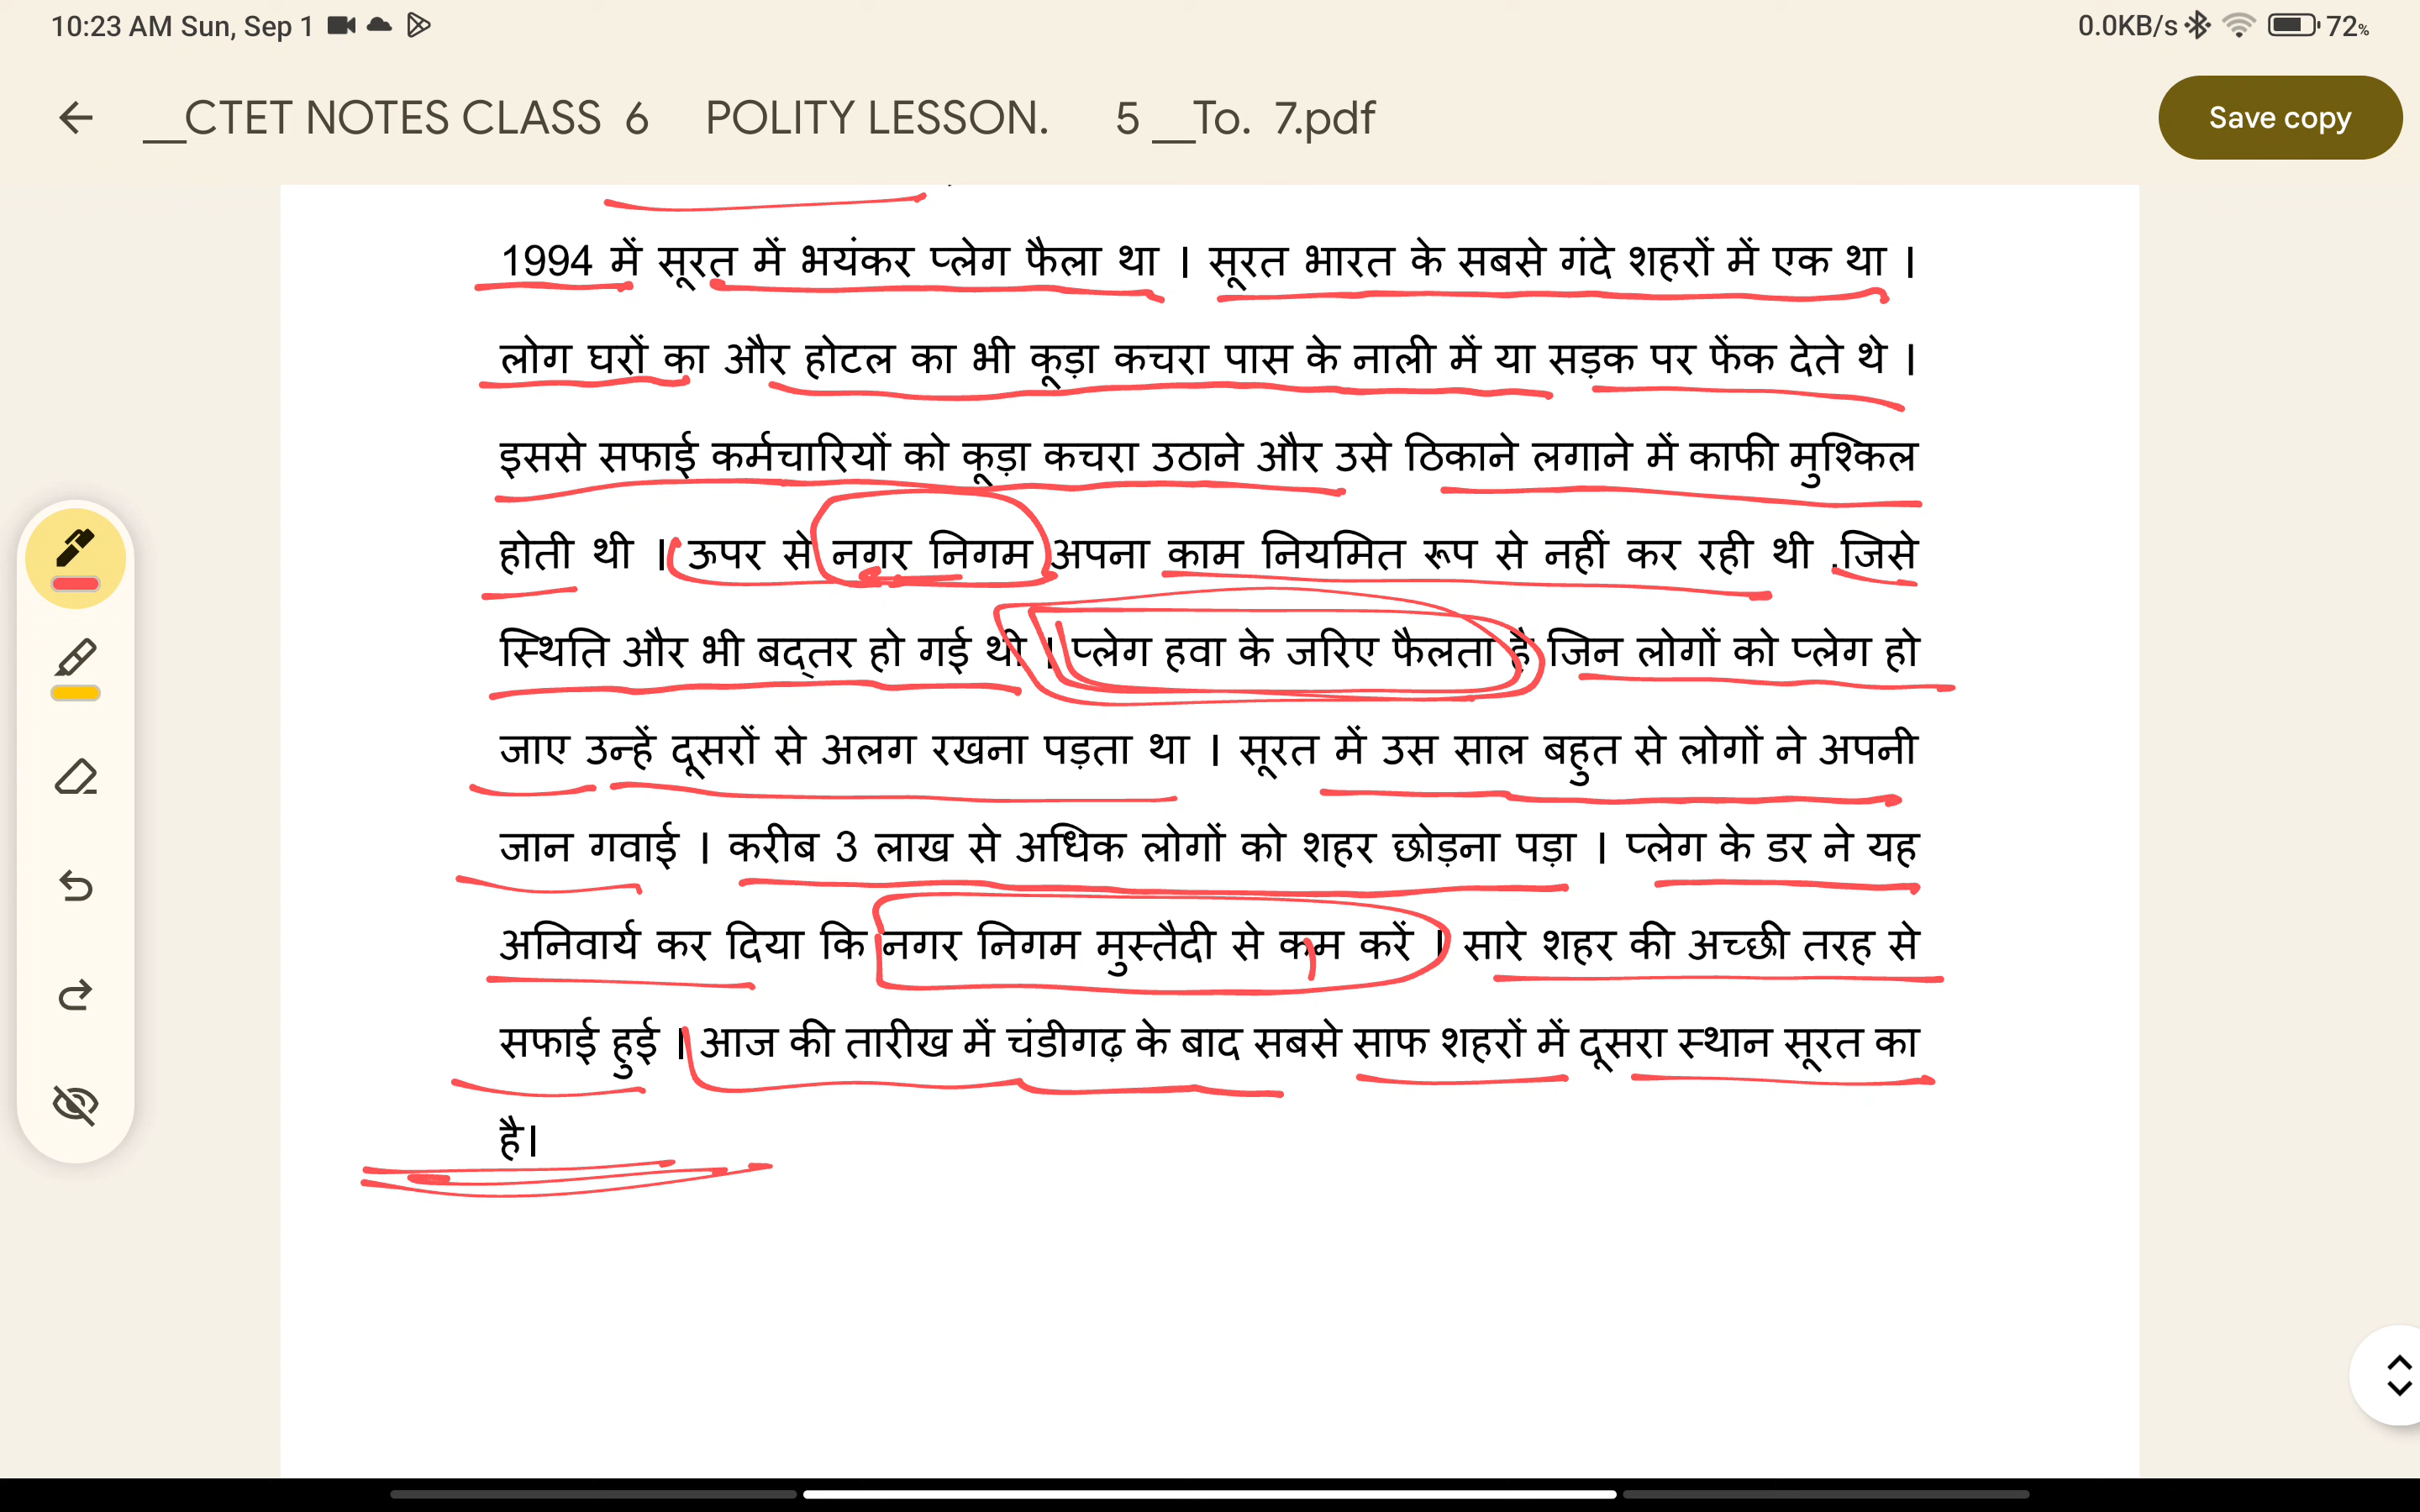 10:23 AM Sun, Sep 1
0.0KB/s 72%
__CTET NOTES CLASS 6 POLITY LESSON. 5 __To. 7.pdf
Save copy
1994 में सूरत में भयंकर प्लेग फैला था । सूरत भारत के सबसे गंदे शहरों में एक था ।
लोग घरों का और होटल का भी कूड़ा कचरा पास के नाली में या सड़क पर फेंक देते थे ।
इससे सफाई कर्मचारियों को कूड़ा कचरा उठाने और उसे ठिकाने लगाने में काफी मुश्किल
होती थी । ऊपर से नगर निगम अपना काम नियमित रूप से नहीं कर रही थी .जिसे
स्थिति और भी बद्तर हो गई थी । प्लेग हवा के जरिए फैलता है जिन लोगों को प्लेग हो
जाए उन्हें दूसरों से अलग रखना पड़ता था । सूरत में उस साल बहुत से लोगों ने अपनी
जान गवाई । करीब 3 लाख से अधिक लोगों को शहर छोड़ना पड़ा । प्लेग के डर ने यह
अनिवार्य कर दिया कि नगर निगम मुस्तैदी से कम करें । सारे शहर की अच्छी तरह से
सफाई हुई । आज की तारीख में चंडीगढ़ के बाद सबसे साफ शहरों में दूसरा स्थान सूरत का
है।